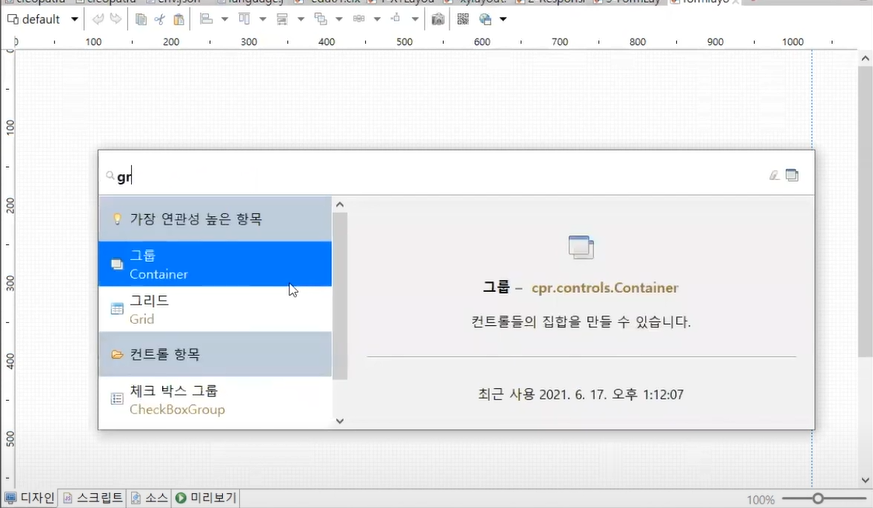 default
100 200 300 400 500 600 700 800 900 1000
0
100
200
300
400
500
gr
가장 연관성 높은 항목
그룹
Container
그리드
Grid
컨트롤 항목
체크 박스 그룹
CheckBoxGroup
그룹 – cpr.controls.Container
컨트롤들의 집합을 만들 수 있습니다.
최근 사용 2021. 6. 17. 오후 1:12:07
디자인 스크립트 소스 미리보기
100%